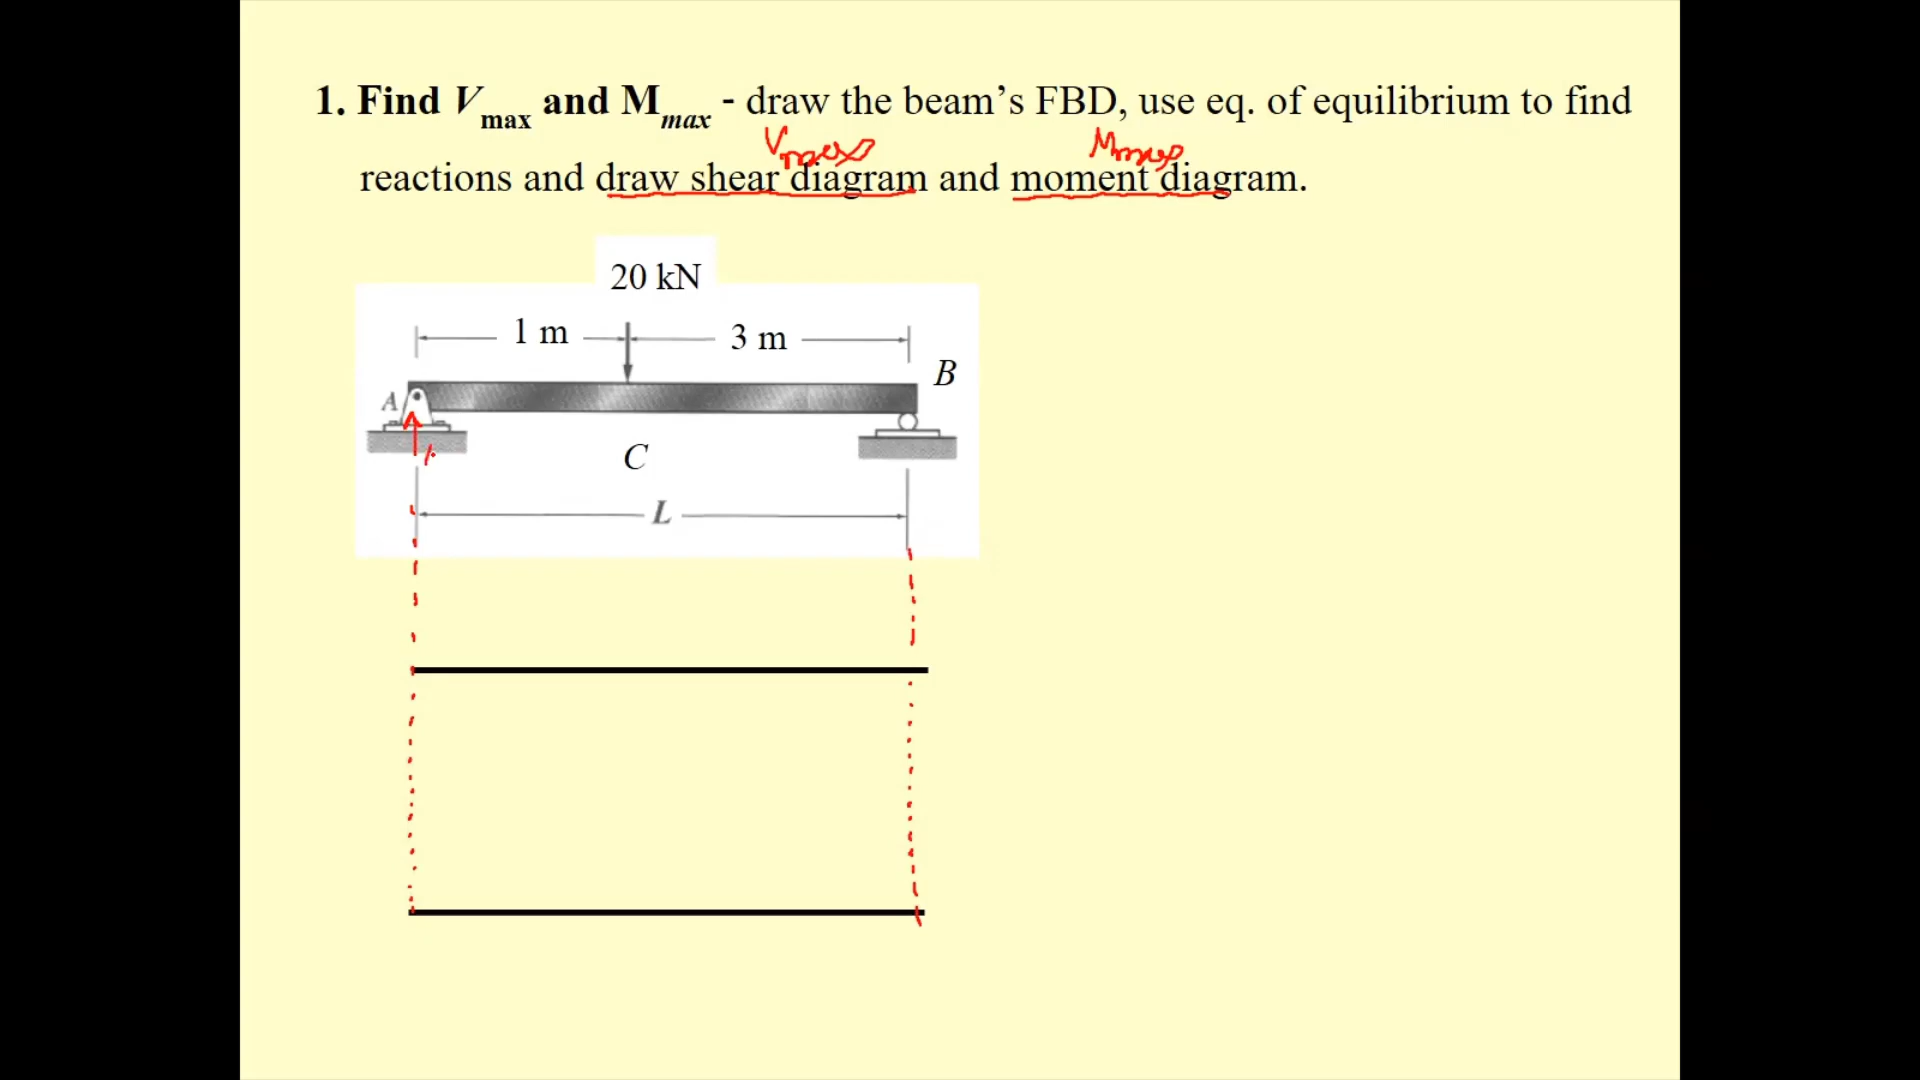 1. Find Vmax and Mmax - draw the beam’s FBD, use eq. of equilibrium to find
Vmax Mmax
reactions and draw shear diagram and moment diagram.
20 kN
1 m 3 m
B
A
C
L